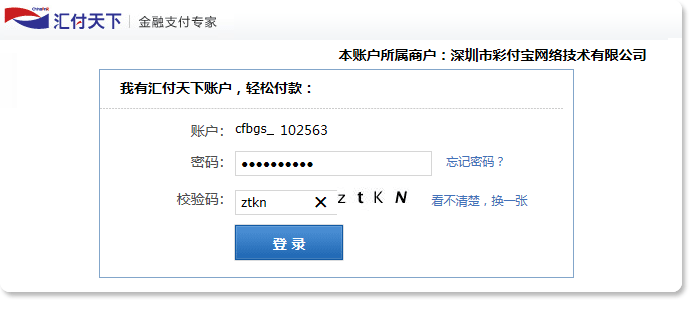 ChinaPnR
汇付天下 金融支付专家
本账户所属商户：深圳市彩付宝网络技术有限公司
我有汇付天下账户，轻松付款：
账户： cfbgs_ 102563
密码： •••••••••• 忘记密码？
校验码： ztkn ✕ z t K N 看不清楚，换一张
登 录